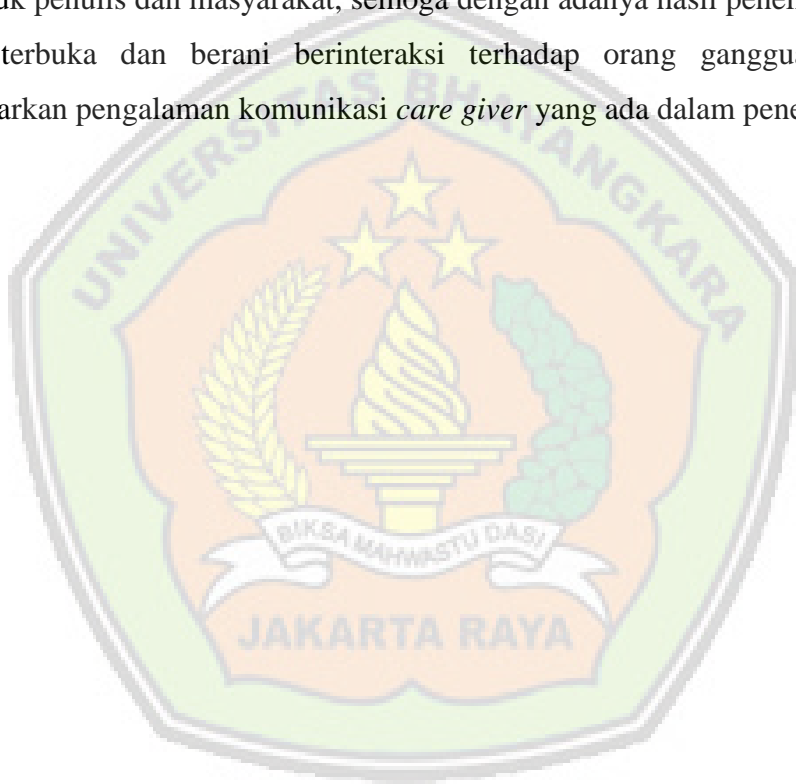 uk penulis dan masyarakat, semoga dengan adanya hasil penel
terbuka dan berani berinteraksi terhadap orang ganggua
arkan pengalaman komunikasi care giver yang ada dalam pene
UNIVERSITAS BHAYANGKARA
BIKSA MAHWASTU DASI
JAKARTA RAYA